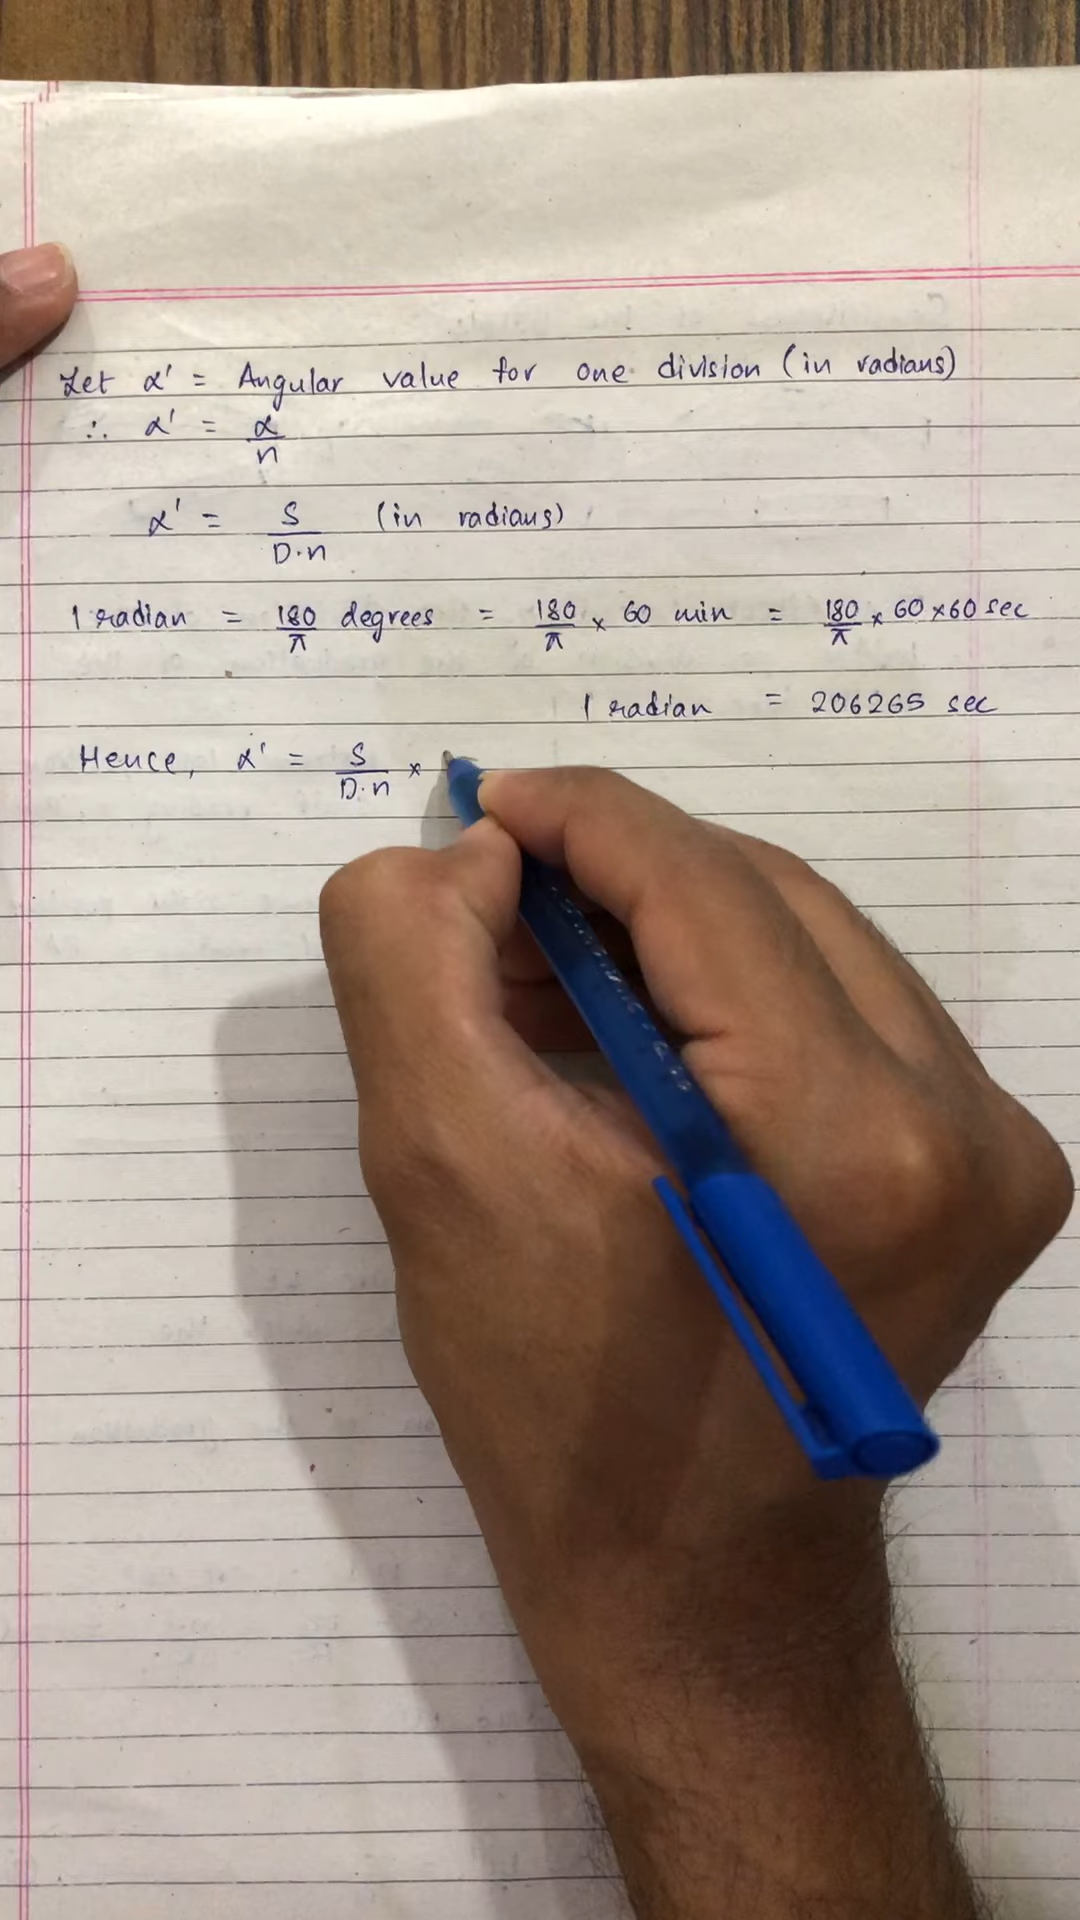 Let α' = Angular value for one division (in radians)
∴ α' = α/n
α' = S/D·n (in radians)
1 radian = 180/π degrees = 180/π × 60 min = 180/π × 60 × 60 sec
1 radian = 206265 sec
Hence, α' = S/D·n ×